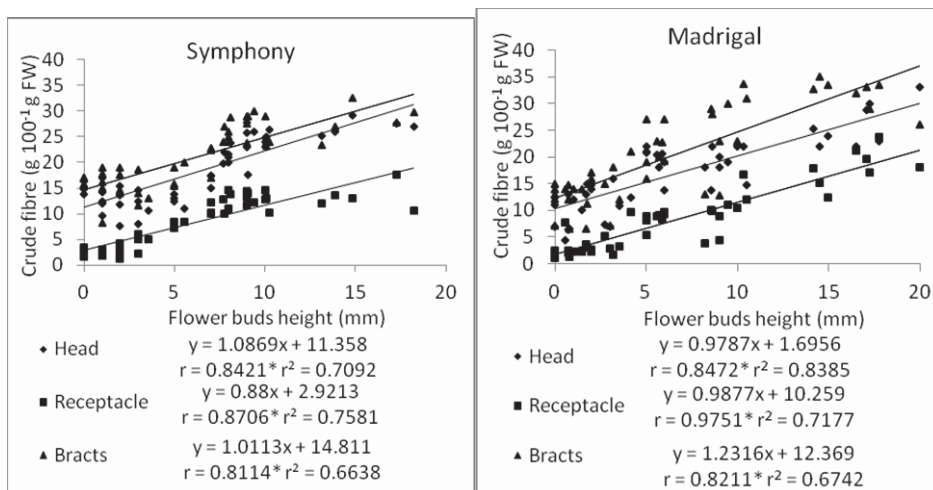 Symphony
Crude fibre (g 100⁻¹ g FW)
40
35
30
25
20
15
10
5
0
0 5 10 15 20
Flower buds height (mm)
Head
y = 1.0869x + 11.358
r = 0.8421* r² = 0.7092
Receptacle
y = 0.88x + 2.9213
r = 0.8706* r² = 0.7581
Bracts
y = 1.0113x + 14.811
r = 0.8114* r² = 0.6638
Madrigal
Crude fibre (g 100⁻¹ g FW)
40
35
30
25
20
15
10
5
0
0 5 10 15 20
Flower buds height (mm)
Head
y = 0.9787x + 1.6956
r = 0.8472* r² = 0.8385
Receptacle
y = 0.9877x + 10.259
r = 0.9751* r² = 0.7177
Bracts
y = 1.2316x + 12.369
r = 0.8211* r² = 0.6742